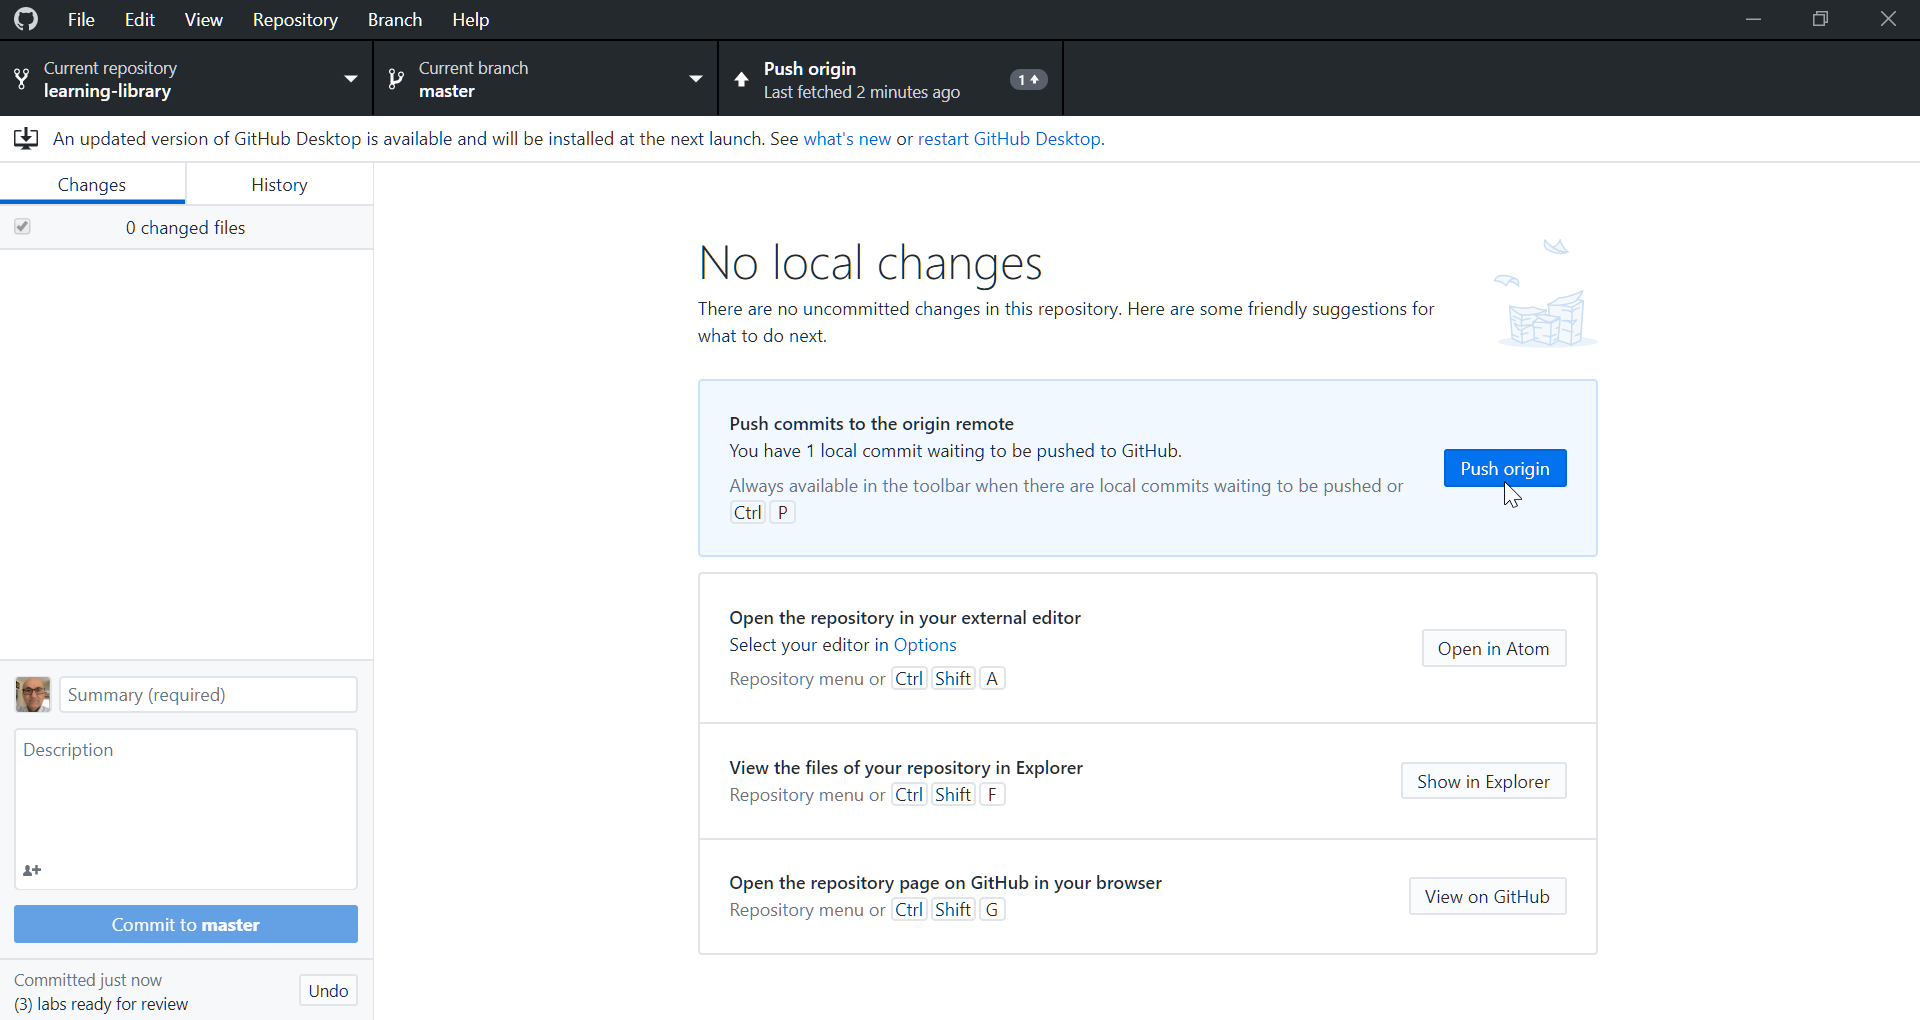 File Edit View Repository Branch Help
Current repository
learning-library
Current branch
master
Push origin
Last fetched 2 minutes ago
1
An updated version of GitHub Desktop is available and will be installed at the next launch. See what's new or restart GitHub Desktop.
Changes
History
0 changed files
No local changes
There are no uncommitted changes in this repository. Here are some friendly suggestions for
what to do next.
Push commits to the origin remote
You have 1 local commit waiting to be pushed to GitHub.
Always available in the toolbar when there are local commits waiting to be pushed or
Ctrl P
Push origin
Open the repository in your external editor
Select your editor in Options
Repository menu or Ctrl Shift A
Open in Atom
View the files of your repository in Explorer
Repository menu or Ctrl Shift F
Show in Explorer
Open the repository page on GitHub in your browser
Repository menu or Ctrl Shift G
View on GitHub
Summary (required)
Description
Commit to master
Committed just now
(3) labs ready for review
Undo